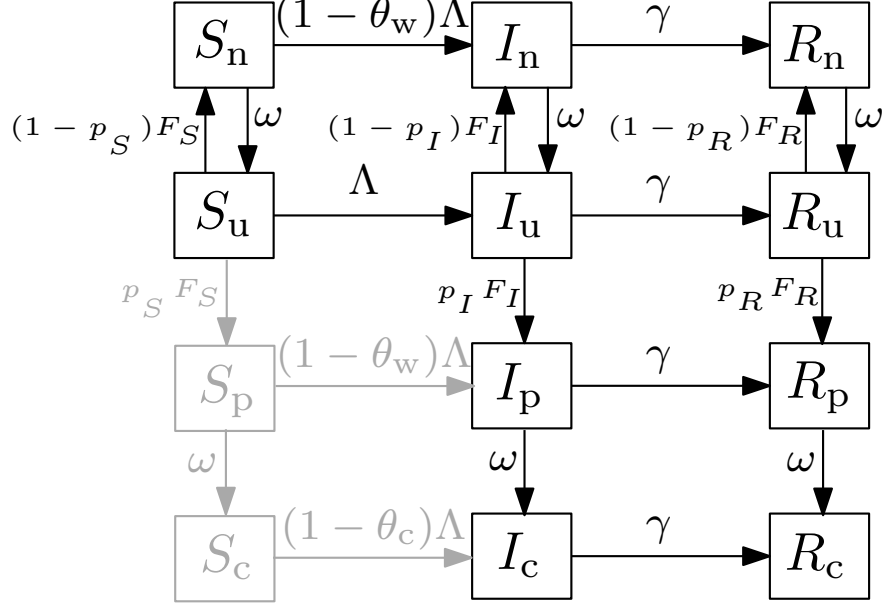 (1 − θ_w)Λ γ
S_n I_n R_n
(1 − p_S)F_S ω (1 − p_I)F_I ω (1 − p_R)F_R ω
Λ γ
S_u I_u R_u
p_S F_S p_I F_I p_R F_R
(1 − θ_w)Λ γ
S_p I_p R_p
ω ω ω
(1 − θ_c)Λ γ
S_c I_c R_c